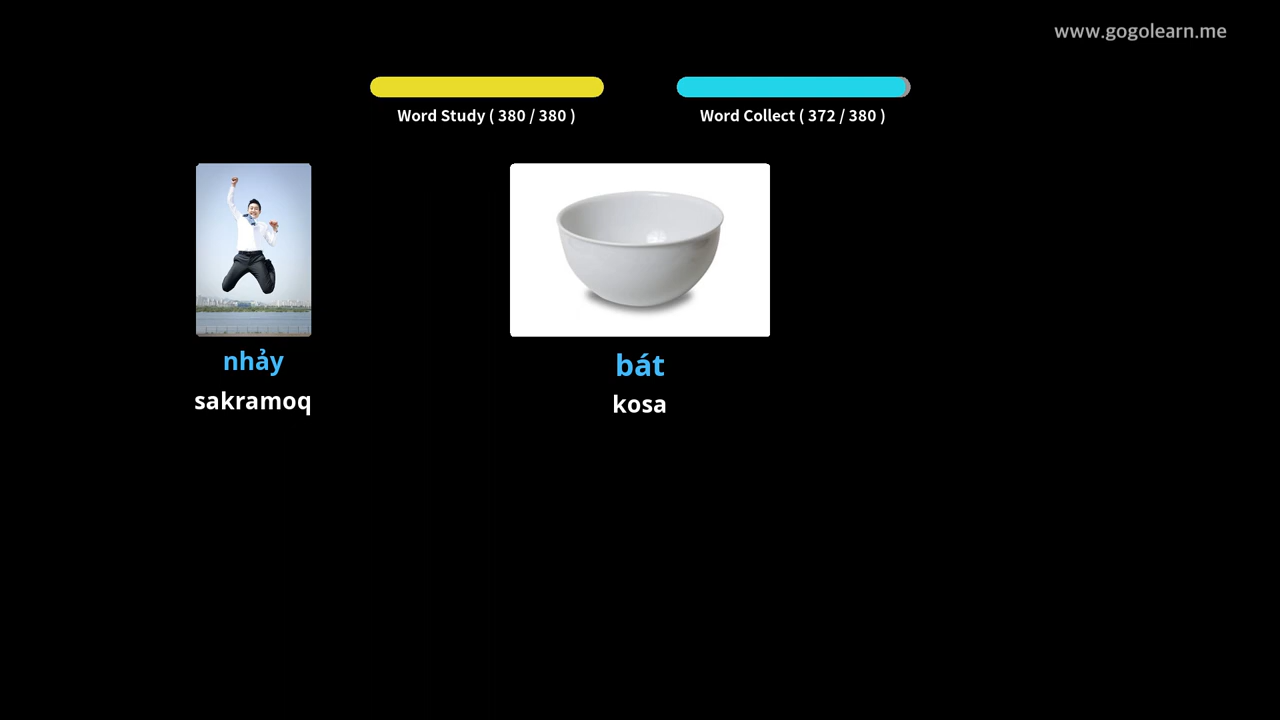 www.gogolearn.me
Word Study ( 380 / 380 )
Word Collect ( 372 / 380 )
nhảy
sakramoq
bát
kosa